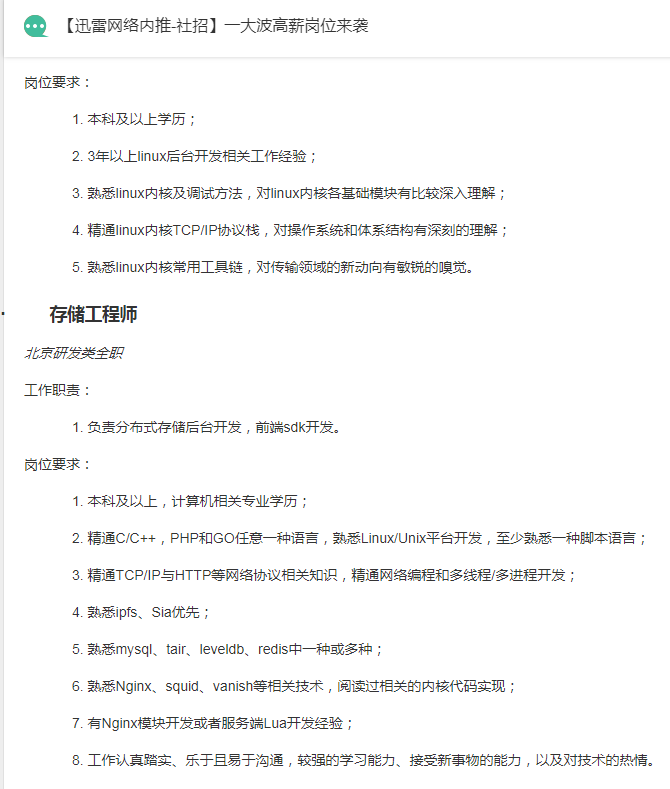 【迅雷网络内推-社招】一大波高薪岗位来袭
岗位要求：
1. 本科及以上学历；
2. 3年以上linux后台开发相关工作经验；
3. 熟悉linux内核及调试方法，对linux内核各基础模块有比较深入理解；
4. 精通linux内核TCP/IP协议栈，对操作系统和体系结构有深刻的理解；
5. 熟悉linux内核常用工具链，对传输领域的新动向有敏锐的嗅觉。
存储工程师
北京研发类全职
工作职责：
1. 负责分布式存储后台开发，前端sdk开发。
岗位要求：
1. 本科及以上，计算机相关专业学历；
2. 精通C/C++，PHP和GO任意一种语言，熟悉Linux/Unix平台开发，至少熟悉一种脚本语言；
3. 精通TCP/IP与HTTP等网络协议相关知识，精通网络编程和多线程/多进程开发；
4. 熟悉ipfs、Sia优先；
5. 熟悉mysql、tair、leveldb、redis中一种或多种；
6. 熟悉Nginx、squid、vanish等相关技术，阅读过相关的内核代码实现；
7. 有Nginx模块开发或者服务端Lua开发经验；
8. 工作认真踏实、乐于且易于沟通，较强的学习能力、接受新事物的能力，以及对技术的热情。